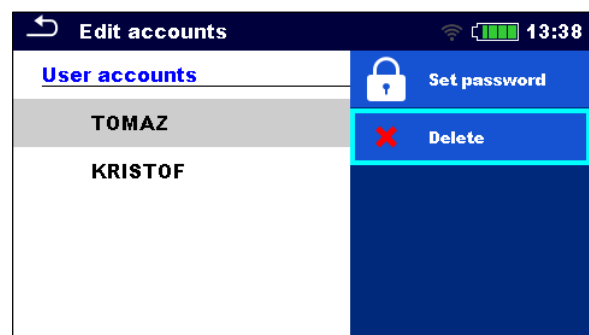 Edit accounts
13:38
User accounts
TOMAZ
KRISTOF
Set password
Delete